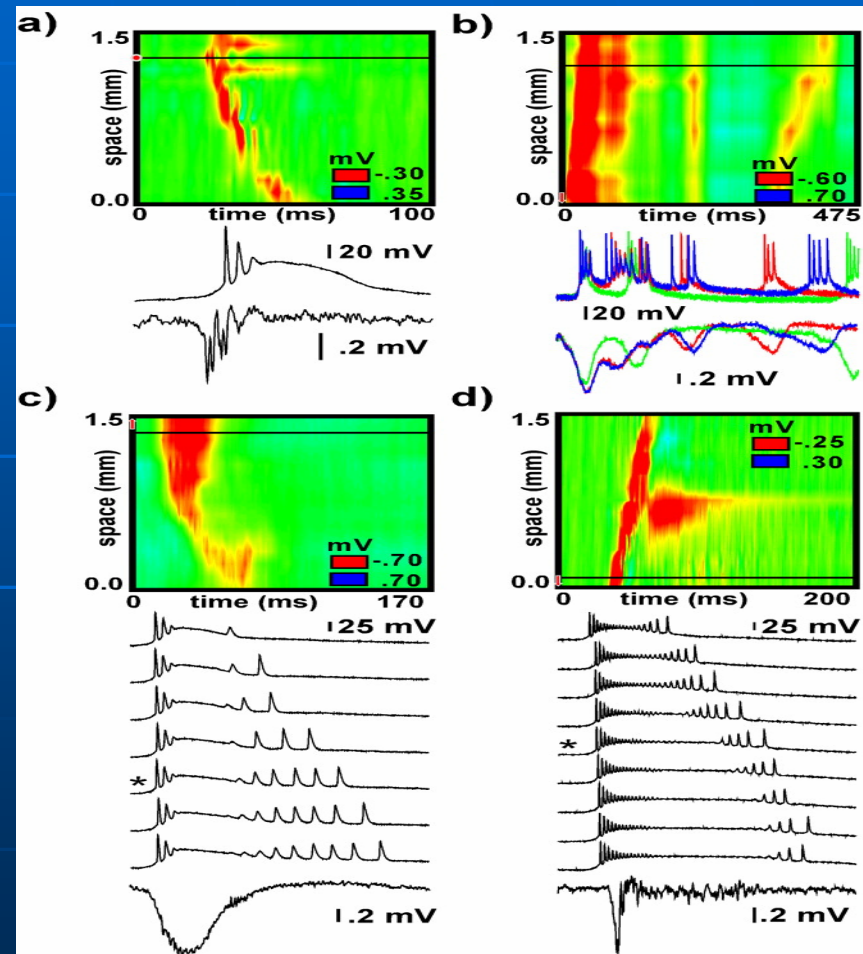 a)
1.5
space (mm)
mV
-.30
.35
0.0
0 time (ms) 100
20 mV
.2 mV
b)
1.5
space (mm)
mV
-.60
.70
0.0
0 time (ms) 475
20 mV
.2 mV
c)
1.5
space (mm)
mV
-.70
.70
0.0
0 time (ms) 170
25 mV
*
.2 mV
d)
1.5
mV
-.25
.30
space (mm)
0.0
0 time (ms) 200
25 mV
*
.2 mV